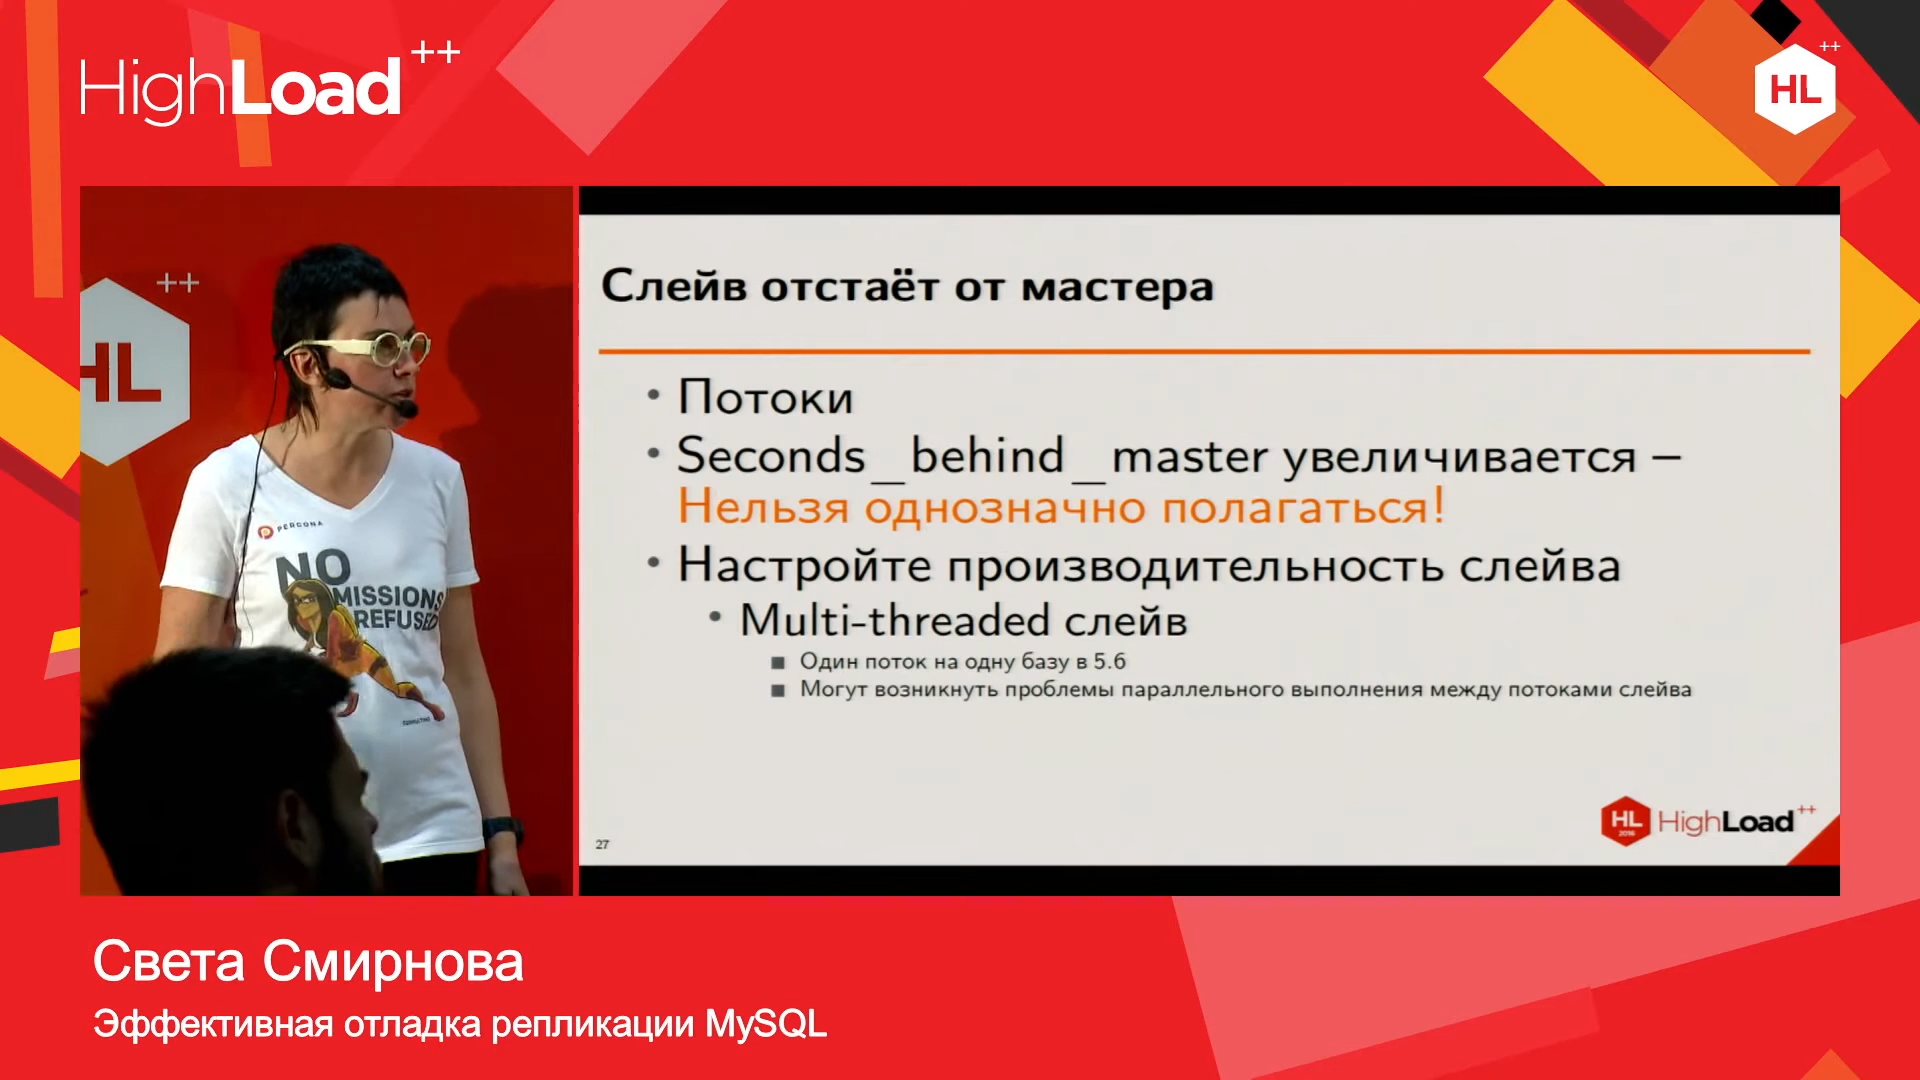 HighLoad++
HL++
++
HL
PERCONA
NO
MISSIONS
REFUSED
Слейв отстаёт от мастера
• Потоки
• Seconds_behind_master увеличивается –
Нельзя однозначно полагаться!
• Настройте производительность слейва
• Multi-threaded слейв
■ Один поток на одну базу в 5.6
■ Могут возникнуть проблемы параллельного выполнения между потоками слейва
27
HL 2016 HighLoad++
Света Смирнова
Эффективная отладка репликации MySQL